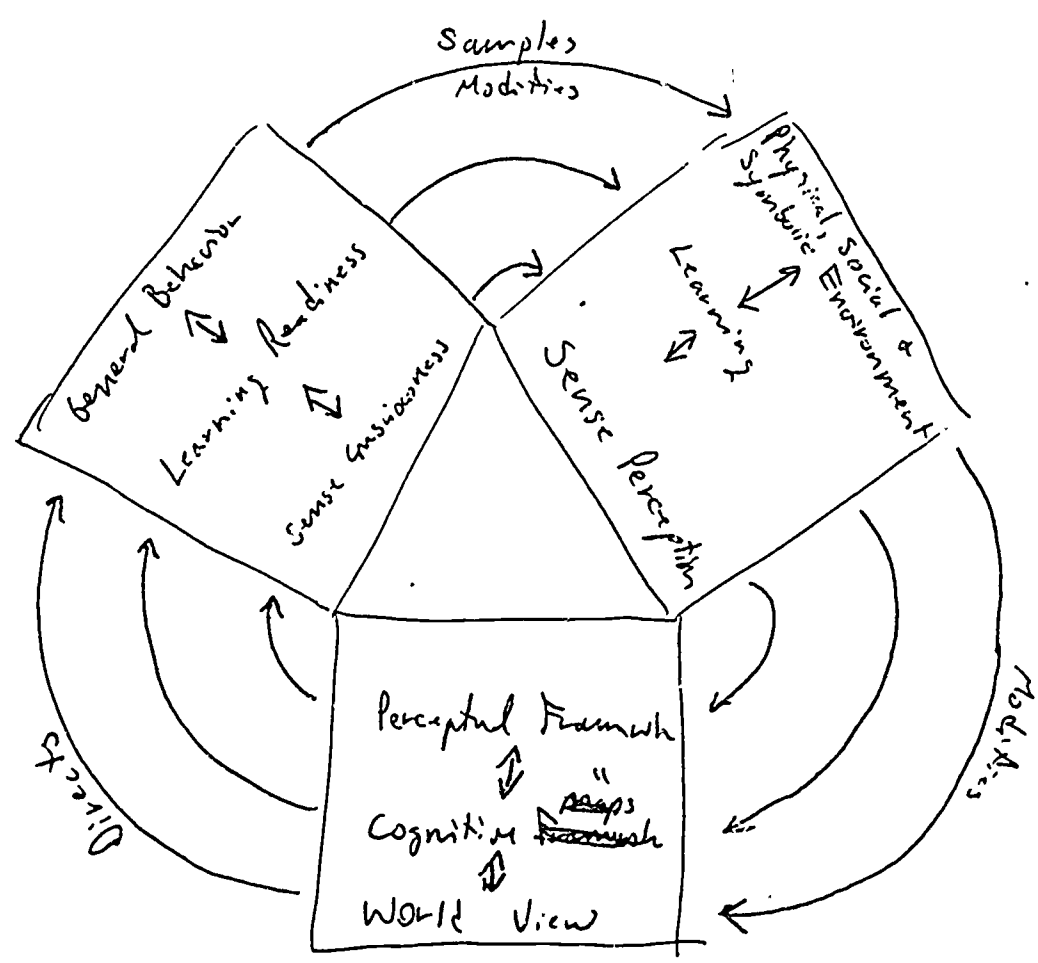 Samples
Modifies
General Behavior
Learning Readiness
Sense Consciousness
Physical, Social &
Symbolic Environment
Learning
Sense Perception
Modifies
Directs
Perceptual Framework
"
maps
Cognitive
World View